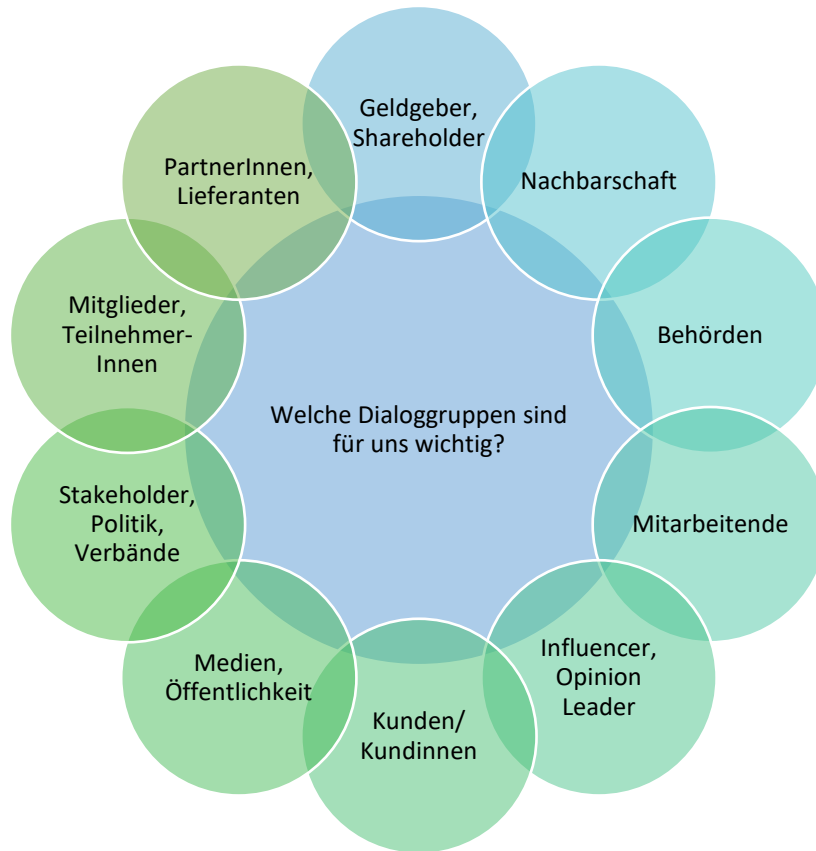 Geldgeber,
Shareholder
Nachbarschaft
Behörden
Mitarbeitende
Influencer,
Opinion
Leader
Kunden/
Kundinnen
Medien,
Öffentlichkeit
Stakeholder,
Politik,
Verbände
Mitglieder,
Teilnehmer-
Innen
PartnerInnen,
Lieferanten
Welche Dialoggruppen sind
für uns wichtig?